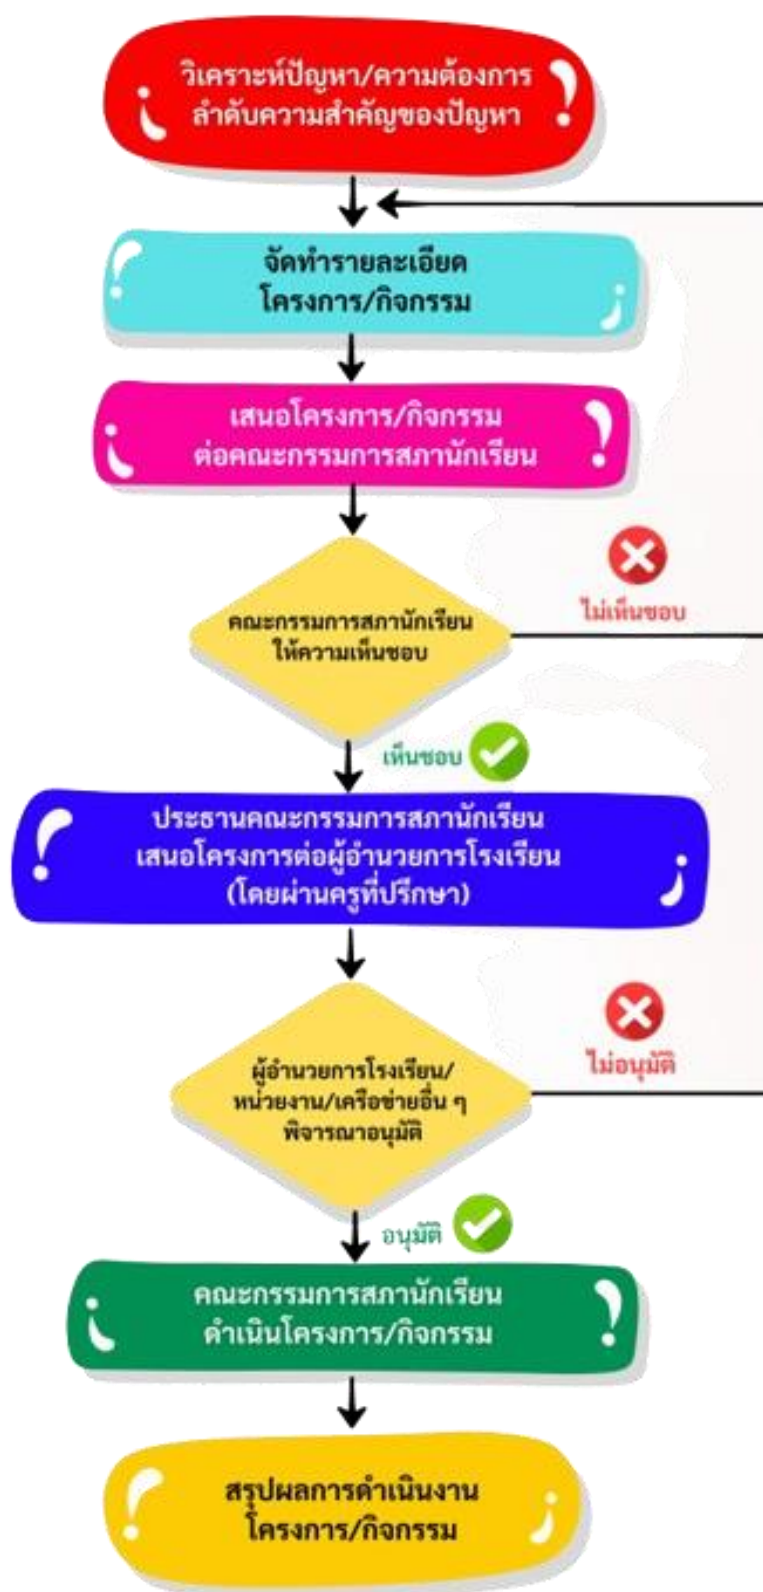 วิเคราะห์ปัญหา/ความต้องการ
ลำดับความสำคัญของปัญหา
จัดทำรายละเอียด
โครงการ/กิจกรรม
เสนอโครงการ/กิจกรรม
ต่อคณะกรรมการสภานักเรียน
คณะกรรมการสภานักเรียน
ให้ความเห็นชอบ
ไม่เห็นชอบ
เห็นชอบ
ประธานคณะกรรมการสภานักเรียน
เสนอโครงการต่อผู้อำนวยการโรงเรียน
(โดยผ่านครูที่ปรึกษา)
ผู้อำนวยการโรงเรียน/
หน่วยงาน/เครือข่ายอื่น ๆ
พิจารณาอนุมัติ
ไม่อนุมัติ
อนุมัติ
คณะกรรมการสภานักเรียน
ดำเนินโครงการ/กิจกรรม
สรุปผลการดำเนินงาน
โครงการ/กิจกรรม